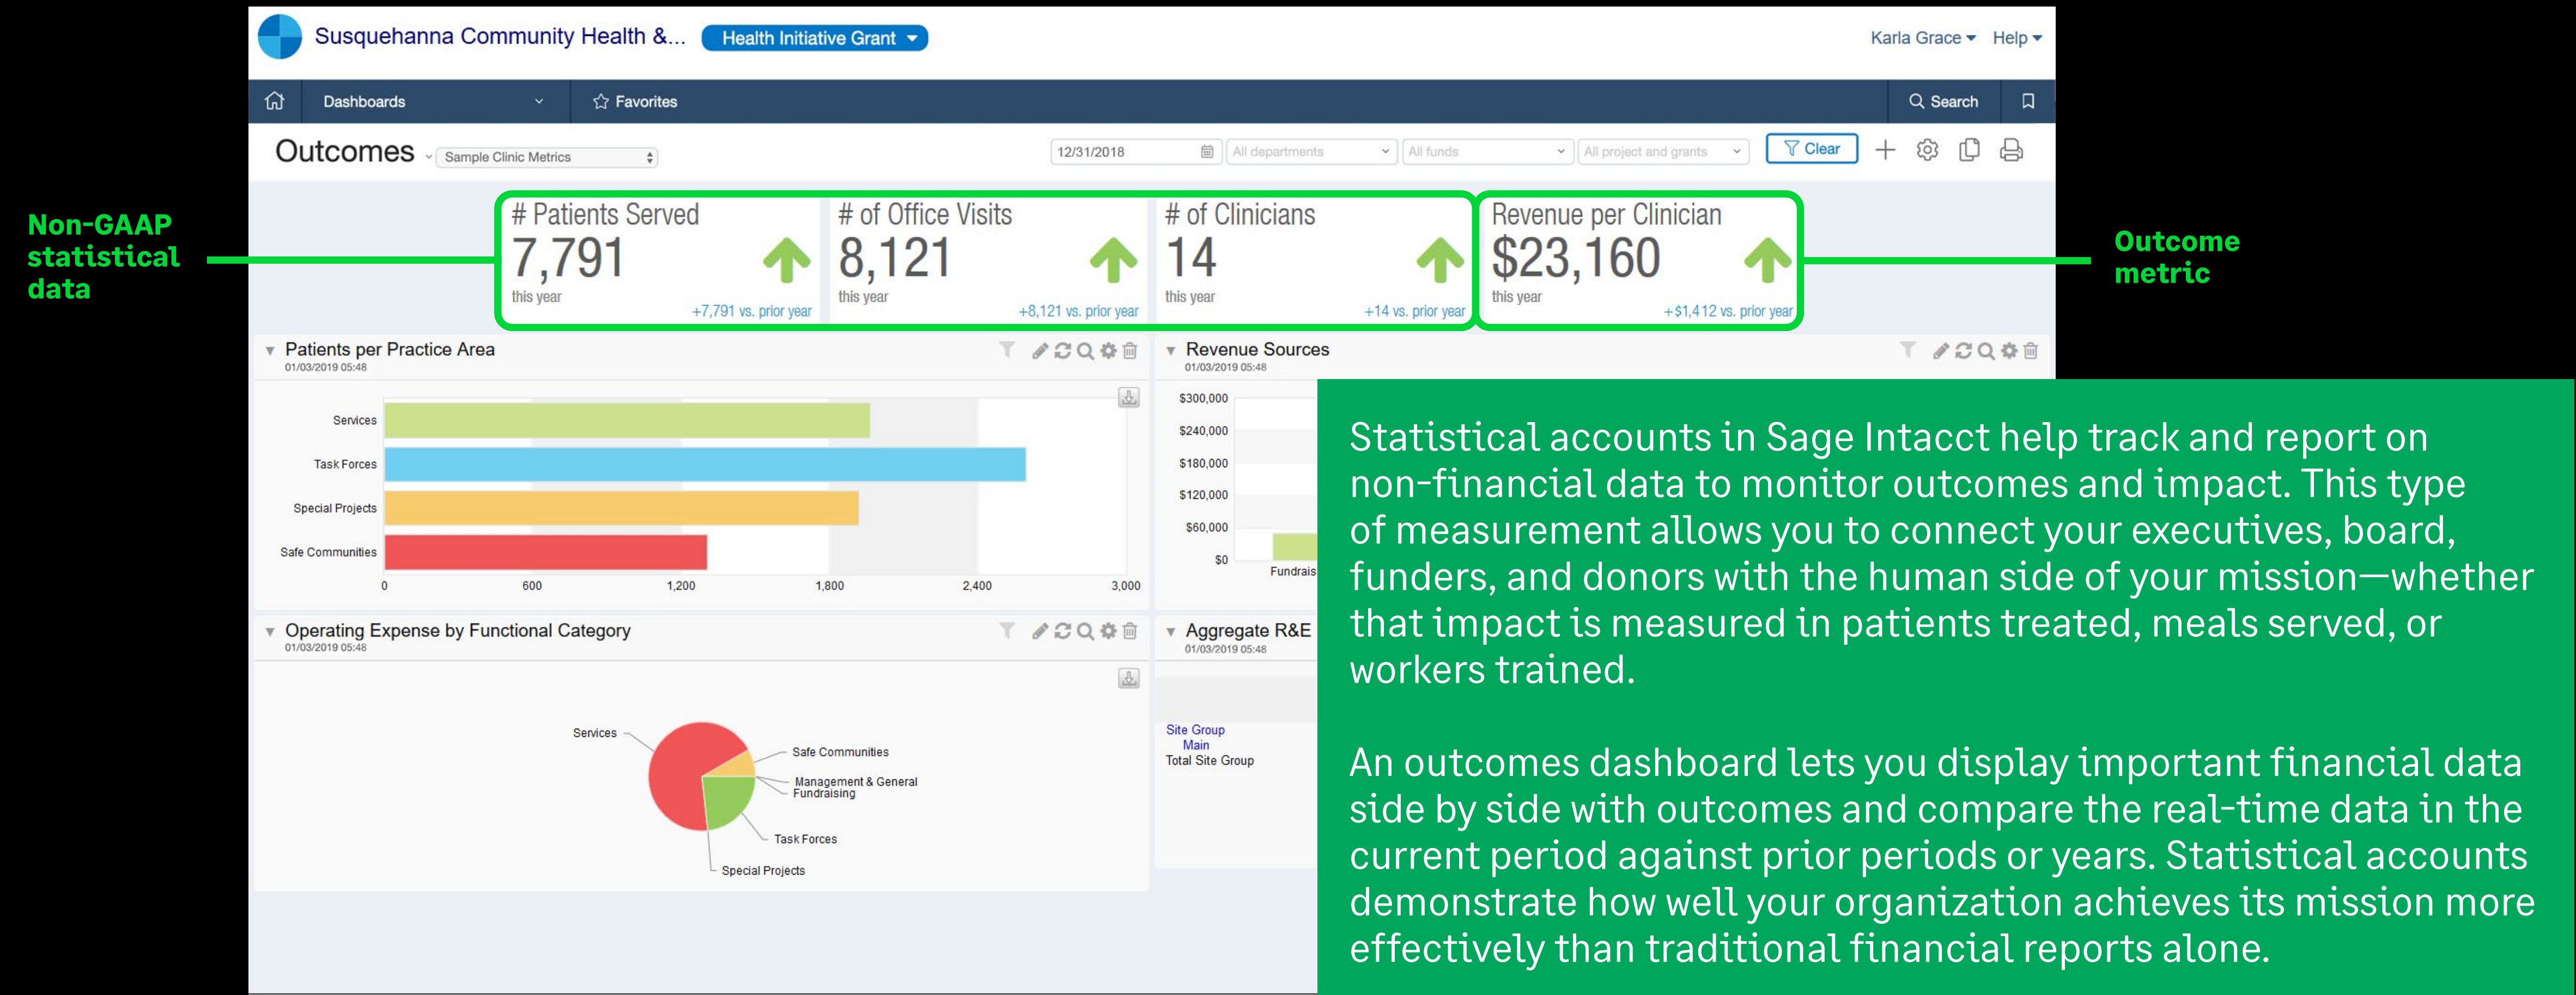 Susquehanna Community Health &...
Health Initiative Grant
Karla Grace
Help
Dashboards
Favorites
Search
Outcomes
Sample Clinic Metrics
12/31/2018
All departments
All funds
All project and grants
Clear
Non-GAAP
statistical
data
# Patients Served
7,791
this year
+7,791 vs. prior year
# of Office Visits
8,121
this year
+8,121 vs. prior year
# of Clinicians
14
this year
+14 vs. prior year
Revenue per Clinician
$23,160
this year
+$1,412 vs. prior year
Outcome
metric
Patients per Practice Area
01/03/2019 05:48
Services
Task Forces
Special Projects
Safe Communities
0
600
1,200
1,800
2,400
3,000
Revenue Sources
01/03/2019 05:48
$300,000
$240,000
$180,000
$120,000
$60,000
$0
Fundrais
Operating Expense by Functional Category
01/03/2019 05:48
Services
Safe Communities
Management & General
Fundraising
Task Forces
Special Projects
Aggregate R&E
01/03/2019 05:48
Site Group
Main
Total Site Group
Statistical accounts in Sage Intacct help track and report on
non-financial data to monitor outcomes and impact. This type
of measurement allows you to connect your executives, board,
funders, and donors with the human side of your mission—whether
that impact is measured in patients treated, meals served, or
workers trained.
An outcomes dashboard lets you display important financial data
side by side with outcomes and compare the real-time data in the
current period against prior periods or years. Statistical accounts
demonstrate how well your organization achieves its mission more
effectively than traditional financial reports alone.